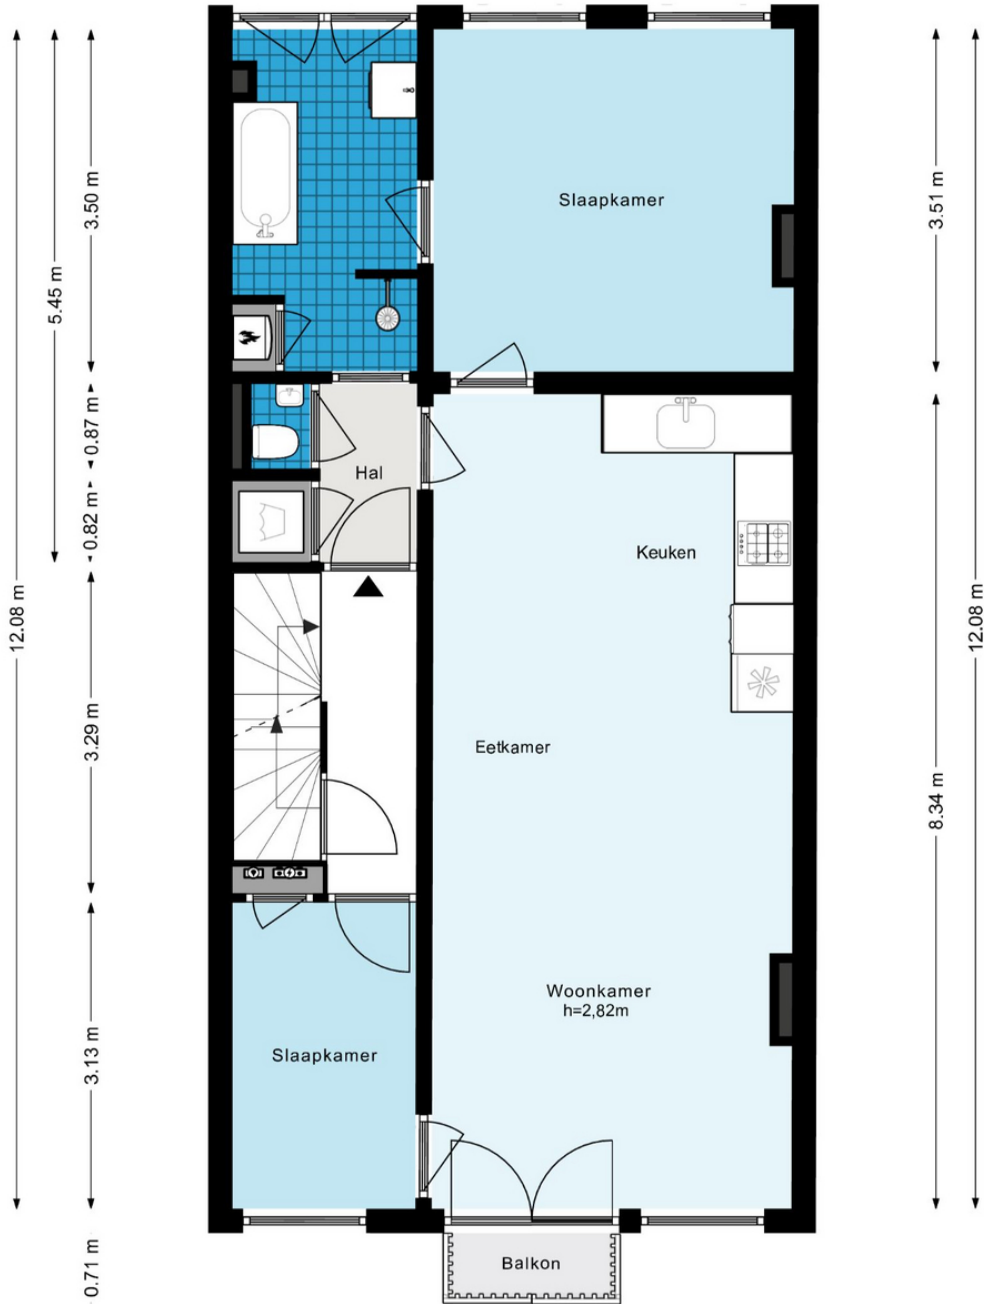 3.50 m
5.45 m
12.08 m
0.87 m
0.82 m
3.29 m
3.13 m
0.71 m
Slaapkamer
Hal
Keuken
Eetkamer
Woonkamer
h=2,82m
Slaapkamer
Balkon
3.51 m
12.08 m
8.34 m